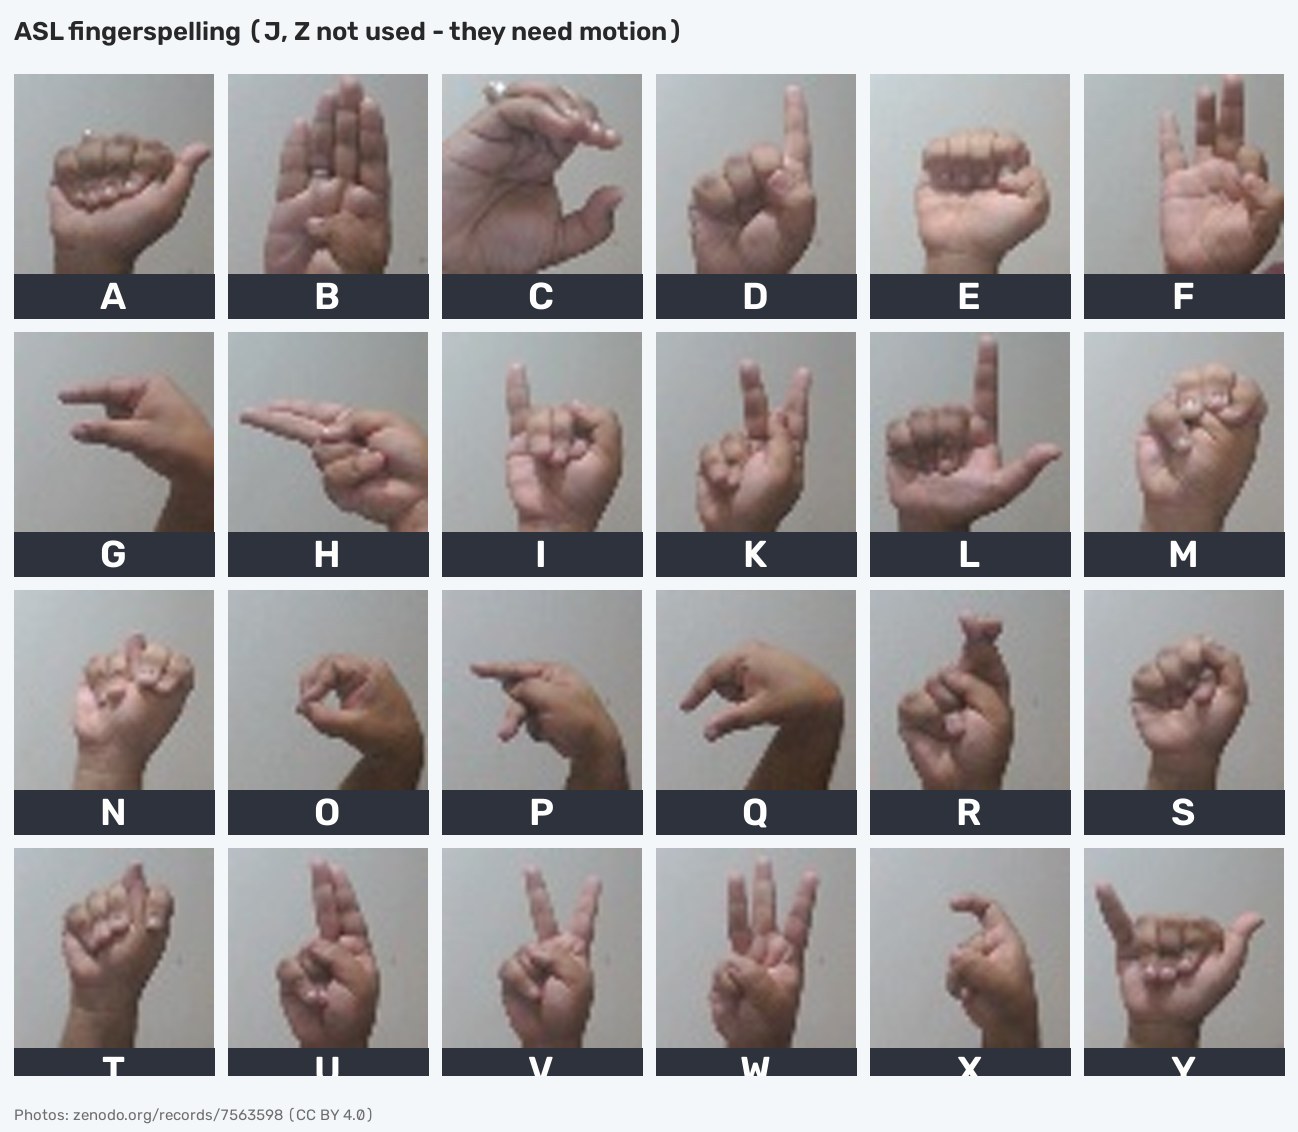 ASL fingerspelling (J, Z not used - they need motion)
A B C D E F
G H I K L M
N O P Q R S
T U V W X Y
Photos: zenodo.org/records/7563598 (CC BY 4.0)